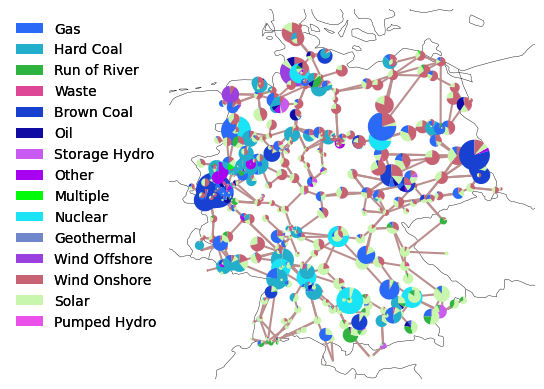 Gas
Hard Coal
Run of River
Waste
Brown Coal
Oil
Storage Hydro
Other
Multiple
Nuclear
Geothermal
Wind Offshore
Wind Onshore
Solar
Pumped Hydro